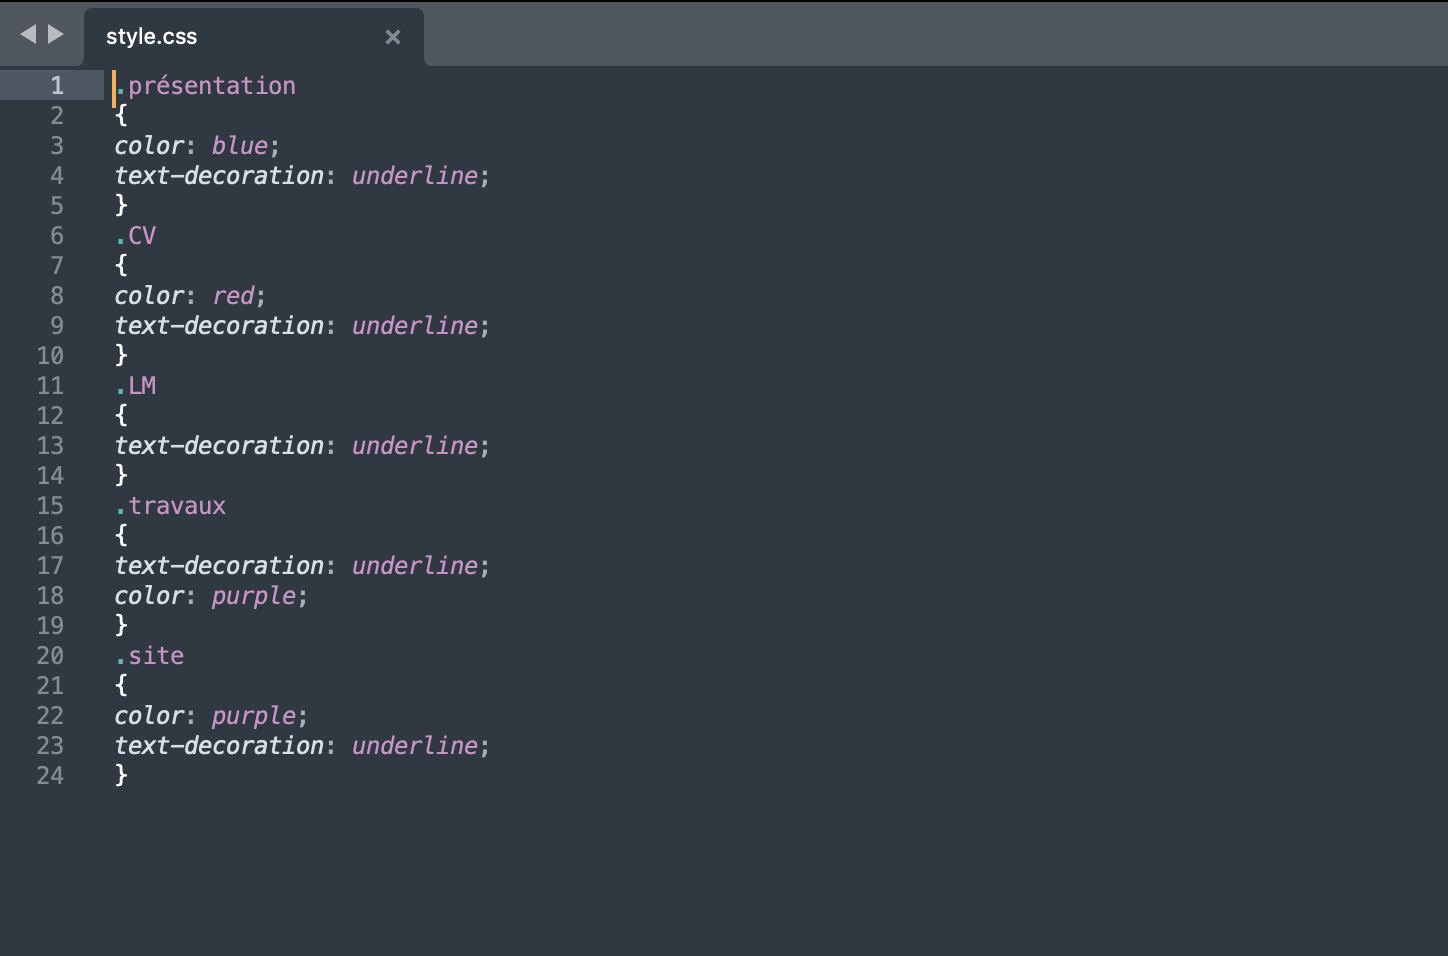 style.css ×
1 .présentation
2 {
3 color: blue;
4 text-decoration: underline;
5 }
6 .CV
7 {
8 color: red;
9 text-decoration: underline;
10 }
11 .LM
12 {
13 text-decoration: underline;
14 }
15 .travaux
16 {
17 text-decoration: underline;
18 color: purple;
19 }
20 .site
21 {
22 color: purple;
23 text-decoration: underline;
24 }